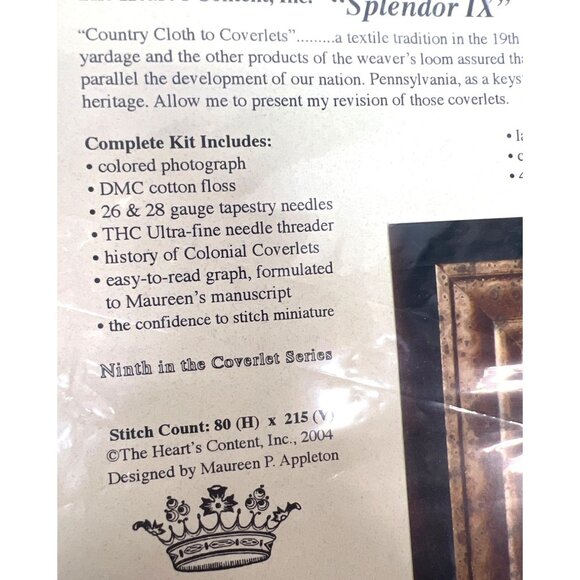 The Heart's Content, Inc. "Splendor IX"
"Country Cloth to Coverlets".........a textile tradition in the 19th
yardage and the other products of the weaver's loom assured
parallel the development of our nation. Pennsylvania, as a
heritage. Allow me to present my revision of those coverlets.
Complete Kit Includes:
• colored photograph
• DMC cotton floss
• 26 & 28 gauge tapestry needles
• THC Ultra-fine needle threader
• history of Colonial Coverlets
• easy-to-read graph, formulated
to Maureen's manuscript
• the confidence to stitch miniature
Ninth in the Coverlet Series
Stitch Count: 80 (H) x 215 (V)
©The Heart's Content, Inc., 2004
Designed by Maureen P. Appleton